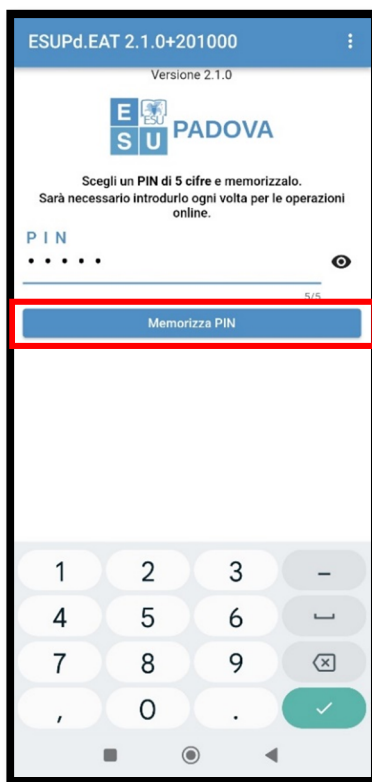 ESUPd.EAT 2.1.0+201000
Versione 2.1.0
E
ESU
S U
PADOVA
Scegli un PIN di 5 cifre e memorizzalo.
Sarà necessario introdurlo ogni volta per le operazioni
online.
PIN
5/5
Memorizza PIN
1 2 3 –
4 5 6
7 8 9
, 0 .